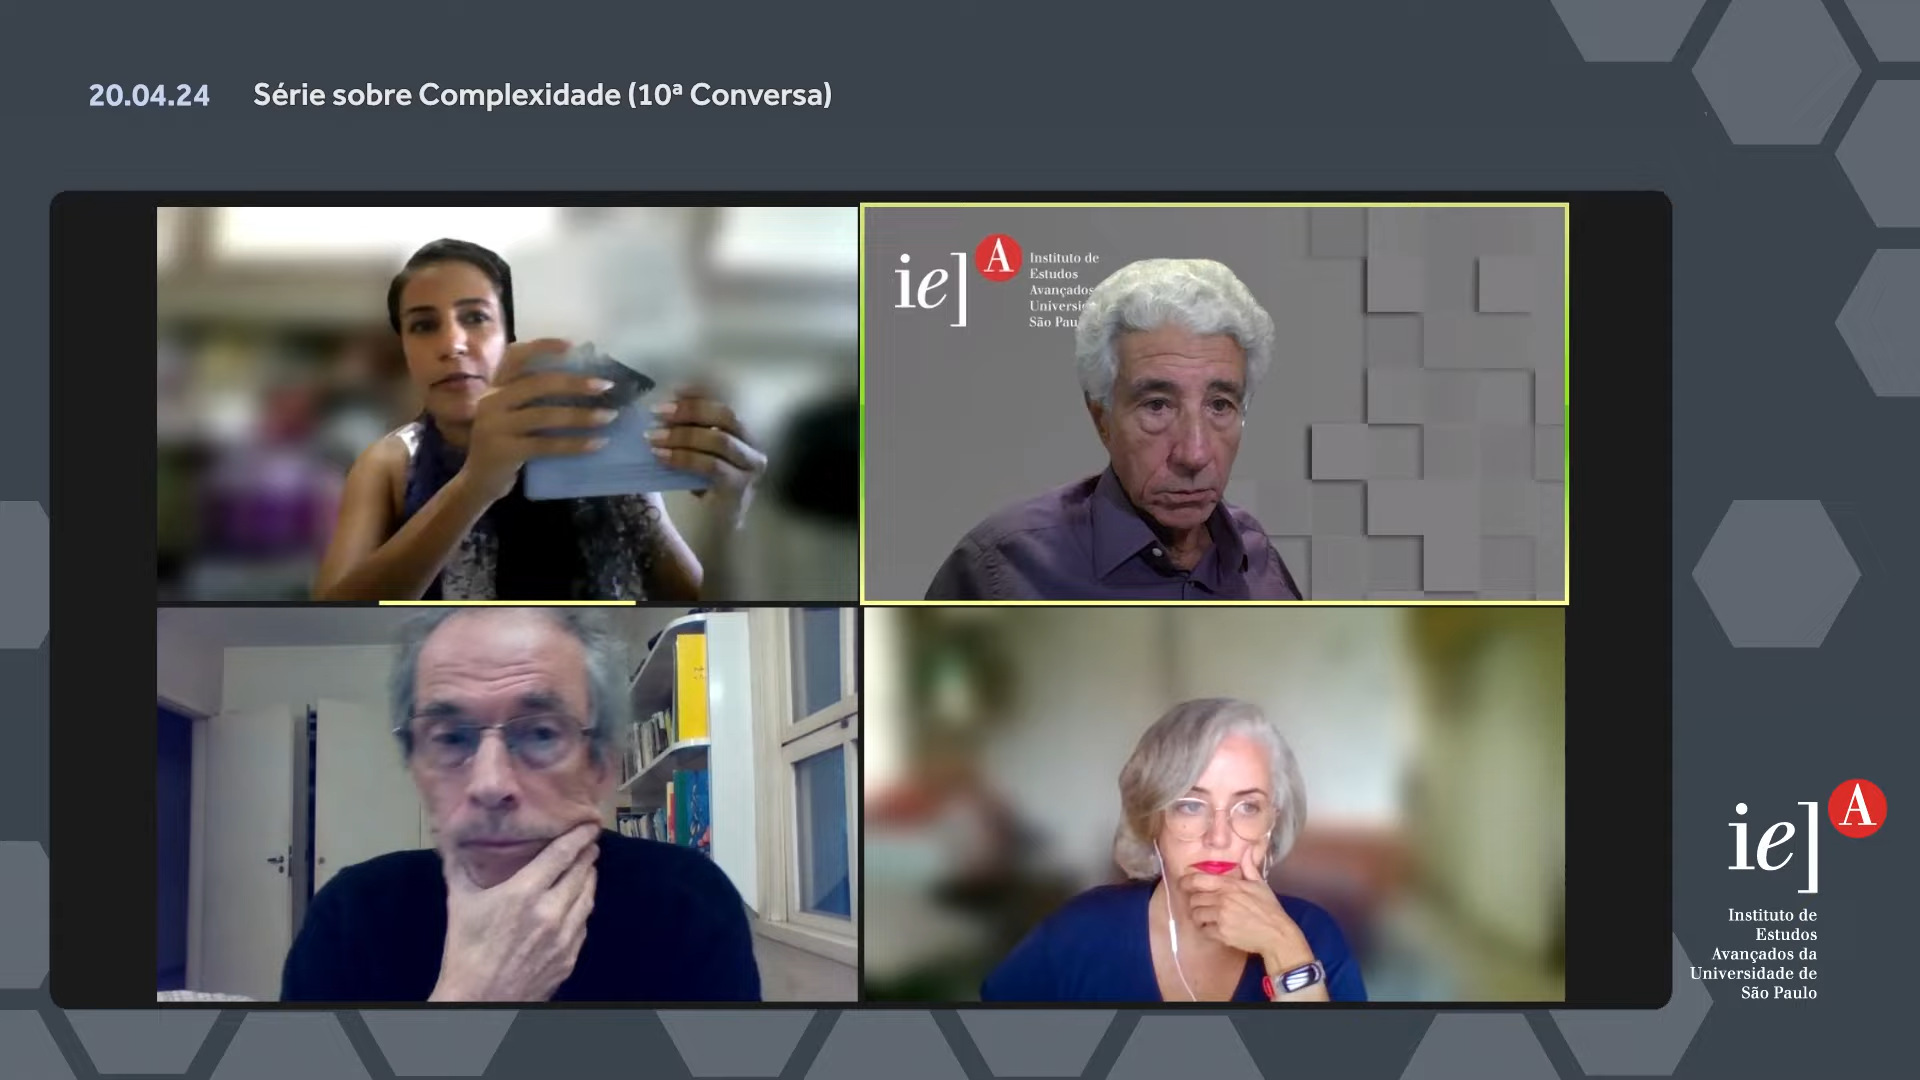 20.04.24 Série sobre Complexidade (10ª Conversa)
ie] A
Instituto de
Estudos
Avançados
São
ie] A
Instituto de
Estudos
Avançados da
Universidade de
São Paulo